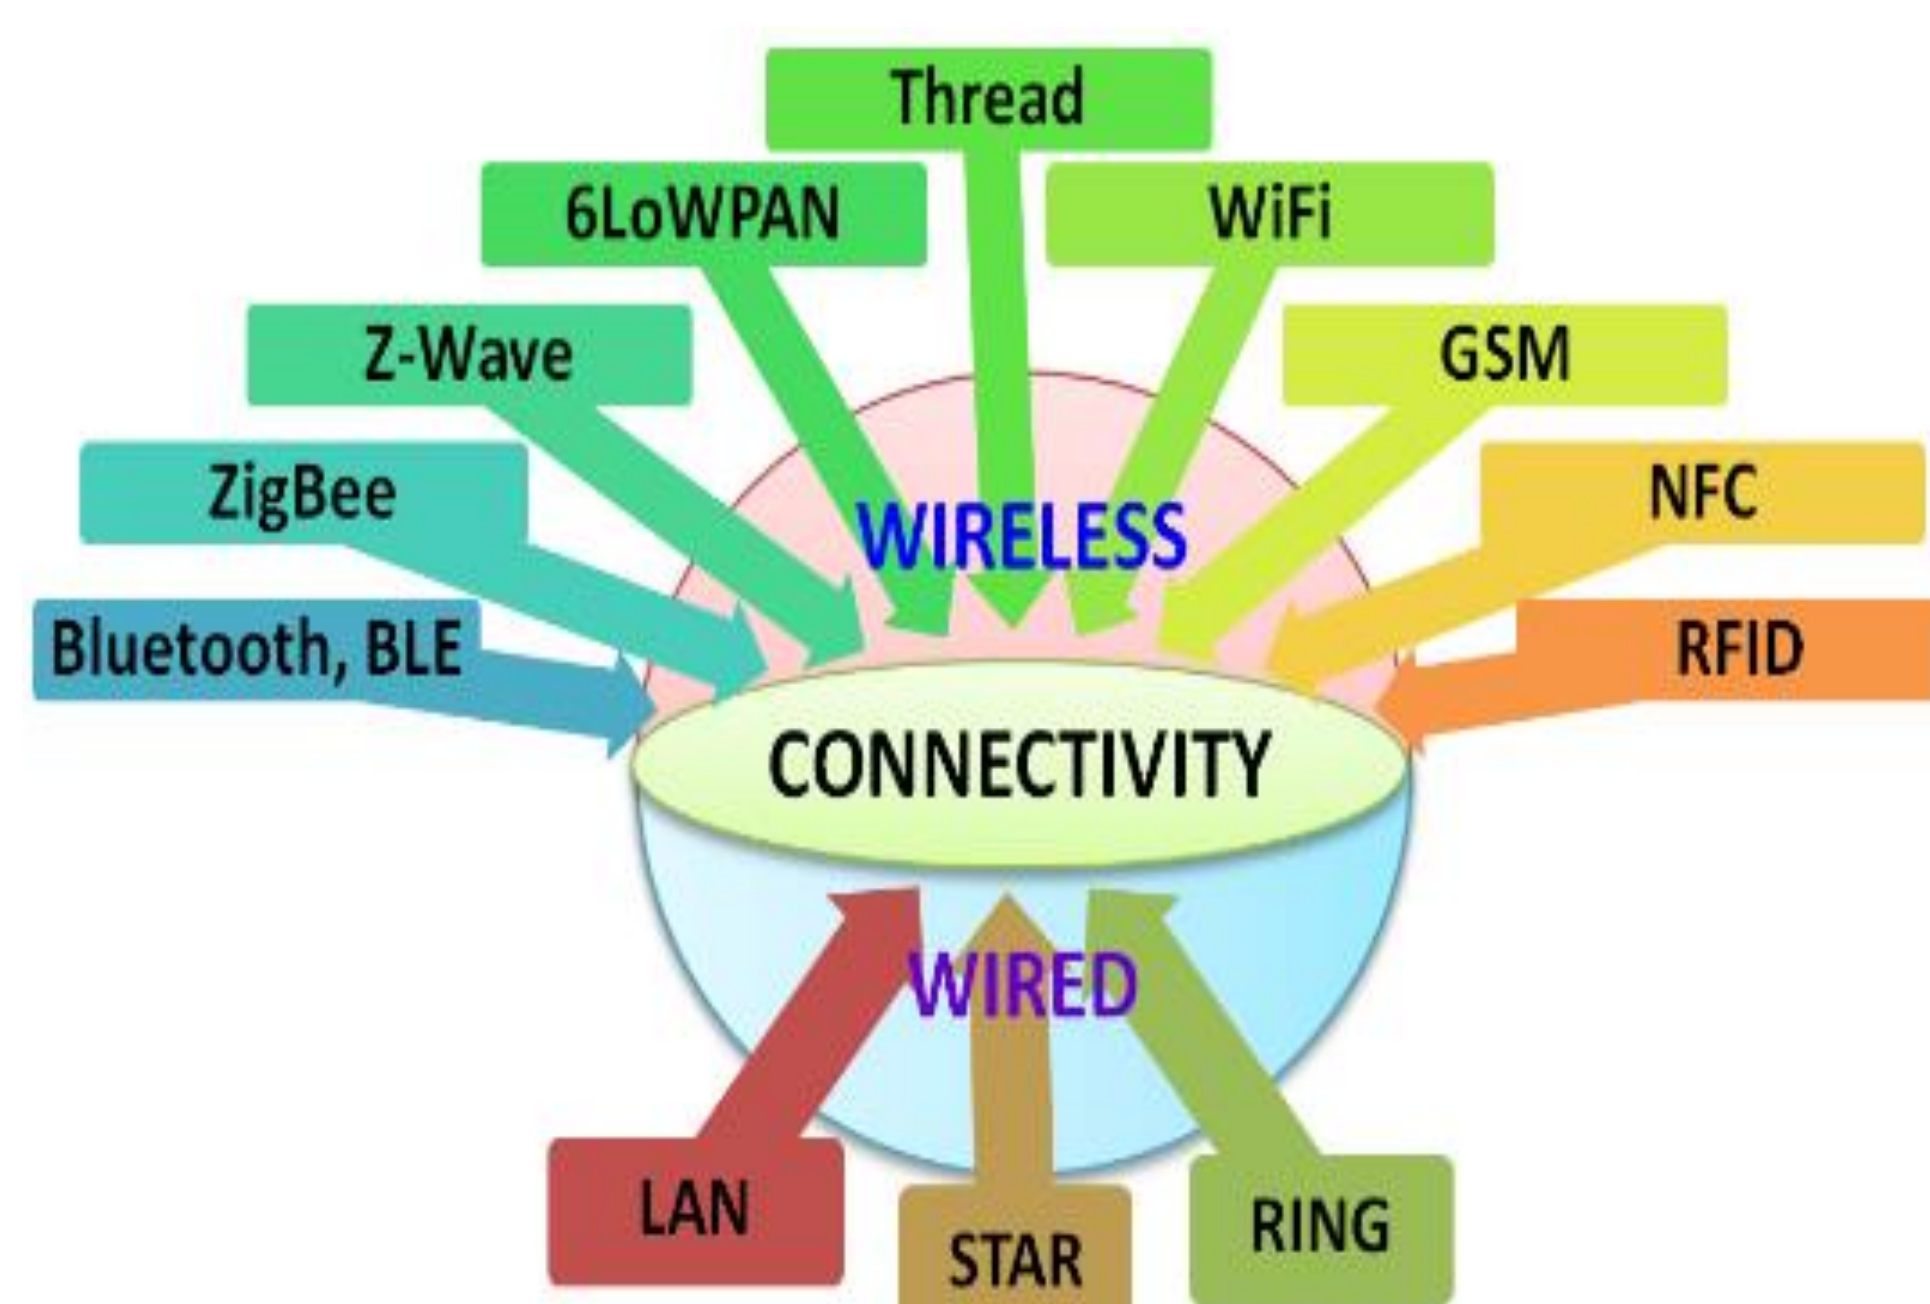 Thread
6LoWPAN
WiFi
Z-Wave
GSM
ZigBee
NFC
WIRELESS
Bluetooth, BLE
RFID
CONNECTIVITY
WIRED
LAN
STAR
RING